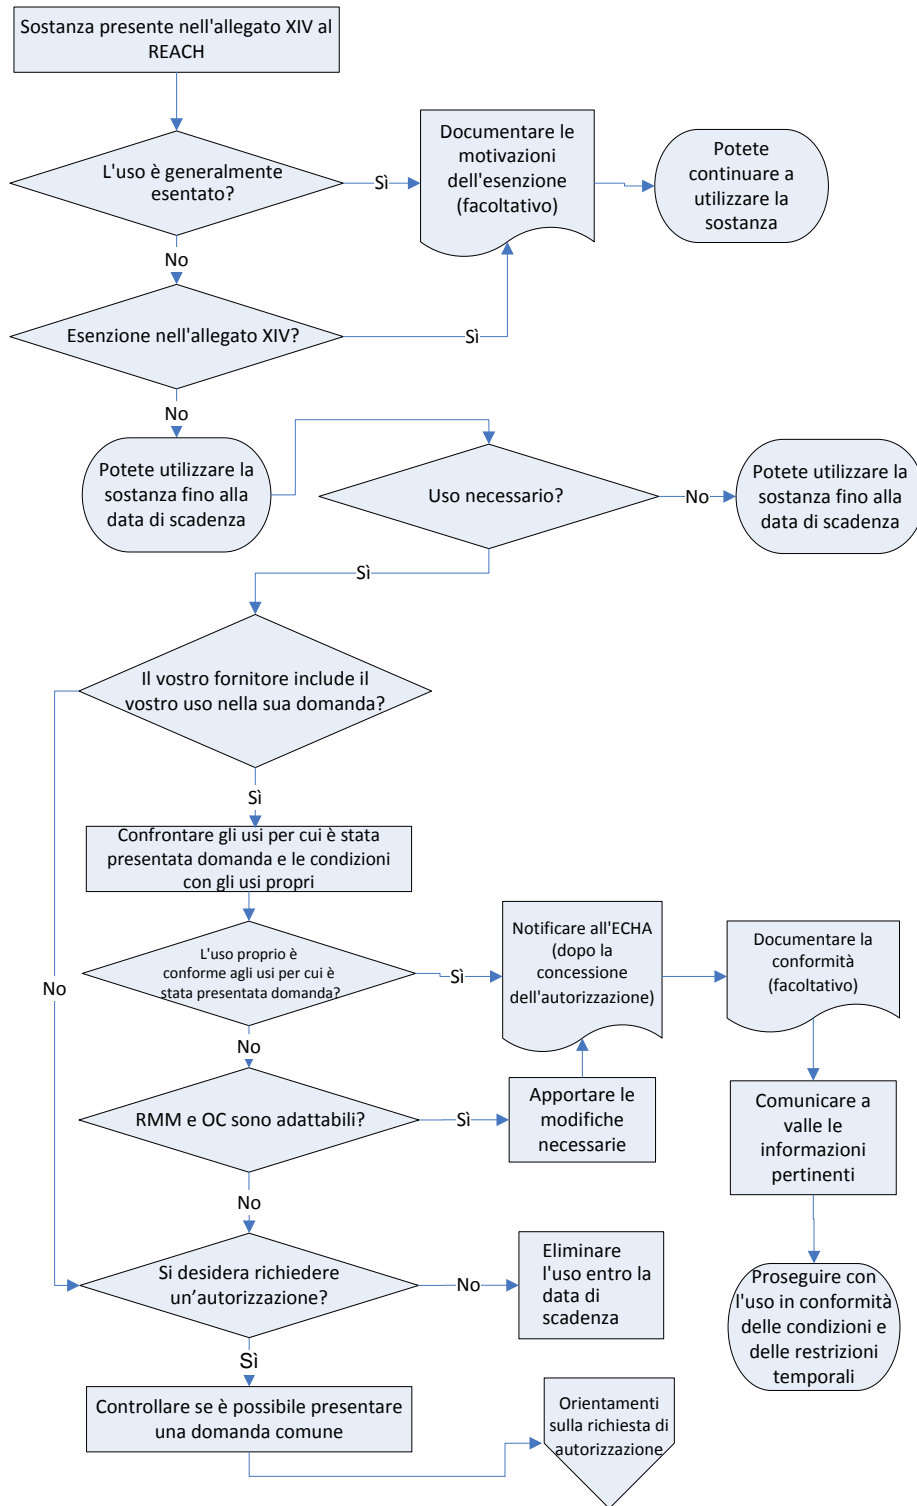 Sostanza presente nell'allegato XIV al
REACH
L'uso è generalmente
esentato?
Sì
Documentare le
motivazioni
dell'esenzione
(facoltativo)
Potete
continuare a
utilizzare la
sostanza
No
Esenzione nell'allegato XIV?
Sì
No
Potete utilizzare la
sostanza fino alla
data di scadenza
Uso necessario?
No
Potete utilizzare la
sostanza fino alla
data di scadenza
Sì
Il vostro fornitore include il
vostro uso nella sua domanda?
Sì
Confrontare gli usi per cui è stata
presentata domanda e le condizioni
con gli usi propri
L'uso proprio è
conforme agli usi per cui è
stata presentata domanda?
Sì
Notificare all'ECHA
(dopo la
concessione
dell'autorizzazione)
Documentare la
conformità
(facoltativo)
No
No
RMM e OC sono adattabili?
Sì
Apportare le
modifiche
necessarie
Comunicare a
valle le
informazioni
pertinenti
No
Si desidera richiedere
un’autorizzazione?
No
Eliminare
l'uso entro la
data di
scadenza
Proseguire con
l'uso in conformità
delle condizioni e
delle restrizioni
temporali
Sì
Controllare se è possibile presentare
una domanda comune
Orientamenti
sulla richiesta di
autorizzazione